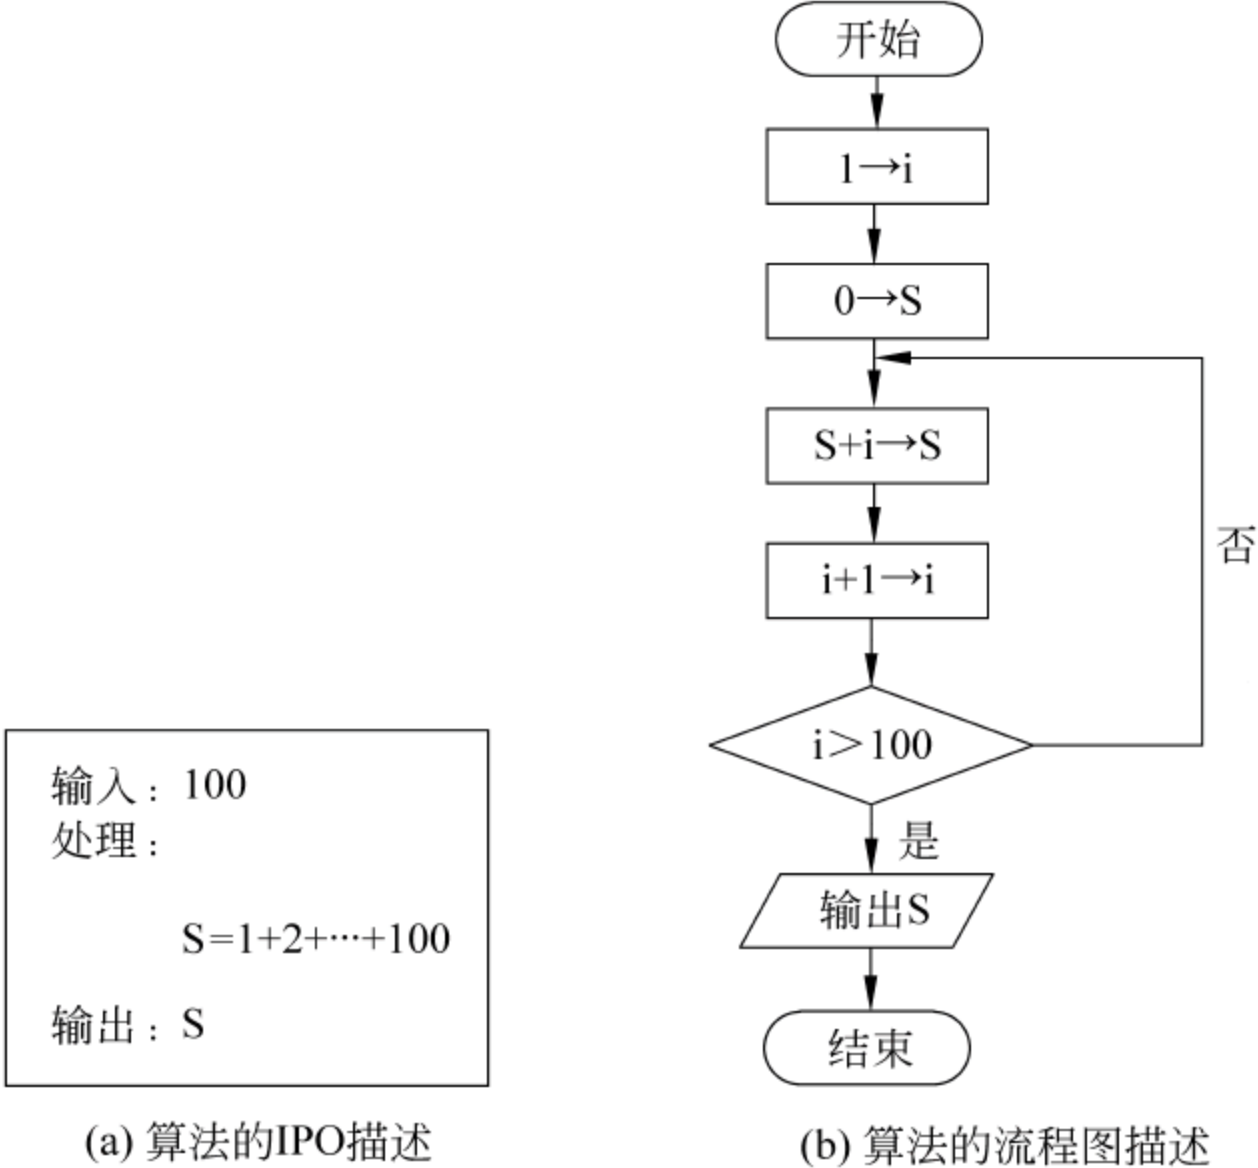 开始
1→i
0→S
S+i→S
i+1→i
否
i＞100
是
输出S
结束
输入：100
处理：
S=1+2+···+100
输出：S
(a) 算法的IPO描述
(b) 算法的流程图描述